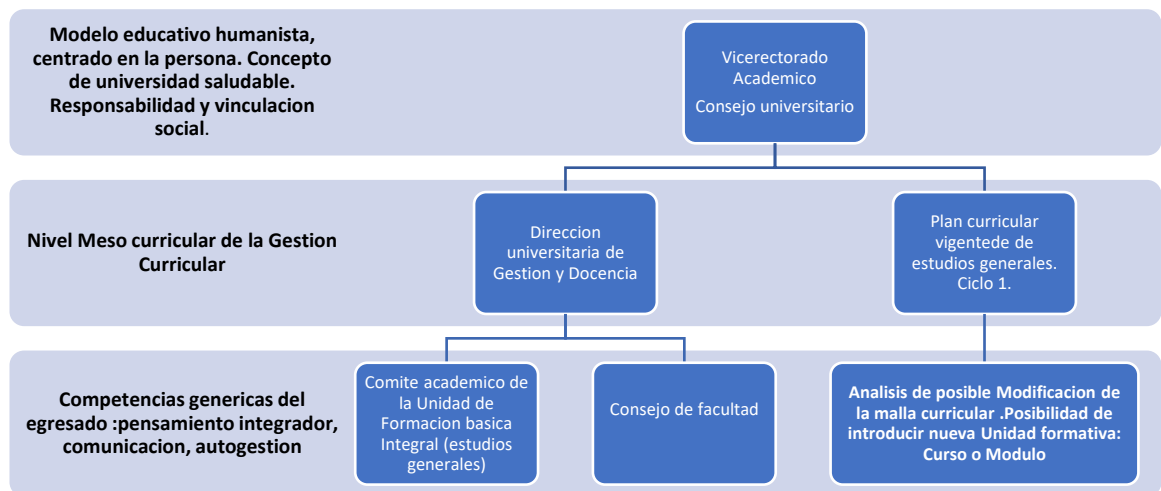 Modelo educativo humanista,
centrado en la persona. Concepto
de universidad saludable.
Responsabilidad y vinculacion
social.
Vicerectorado
Academico
Consejo universitario
Nivel Meso curricular de la Gestion
Curricular
Direccion
universitaria de
Gestion y Docencia
Plan curricular
vigentede de
estudios generales.
Ciclo 1.
Competencias genericas del
egresado :pensamiento integrador,
comunicacion, autogestion
Comite academico de
la Unidad de
Formacion basica
Integral (estudios
generales)
Consejo de facultad
Analisis de posible Modificacion de
la malla curricular .Posibilidad de
introducir nueva Unidad formativa:
Curso o Modulo